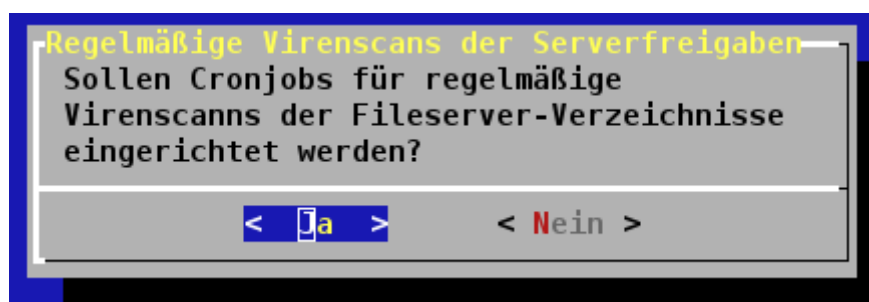 Regelmäßige Virenscans der Serverfreigaben
Sollen Cronjobs für regelmäßige
Virenscanns der Fileserver-Verzeichnisse
eingerichtet werden?
< Ja > < Nein >